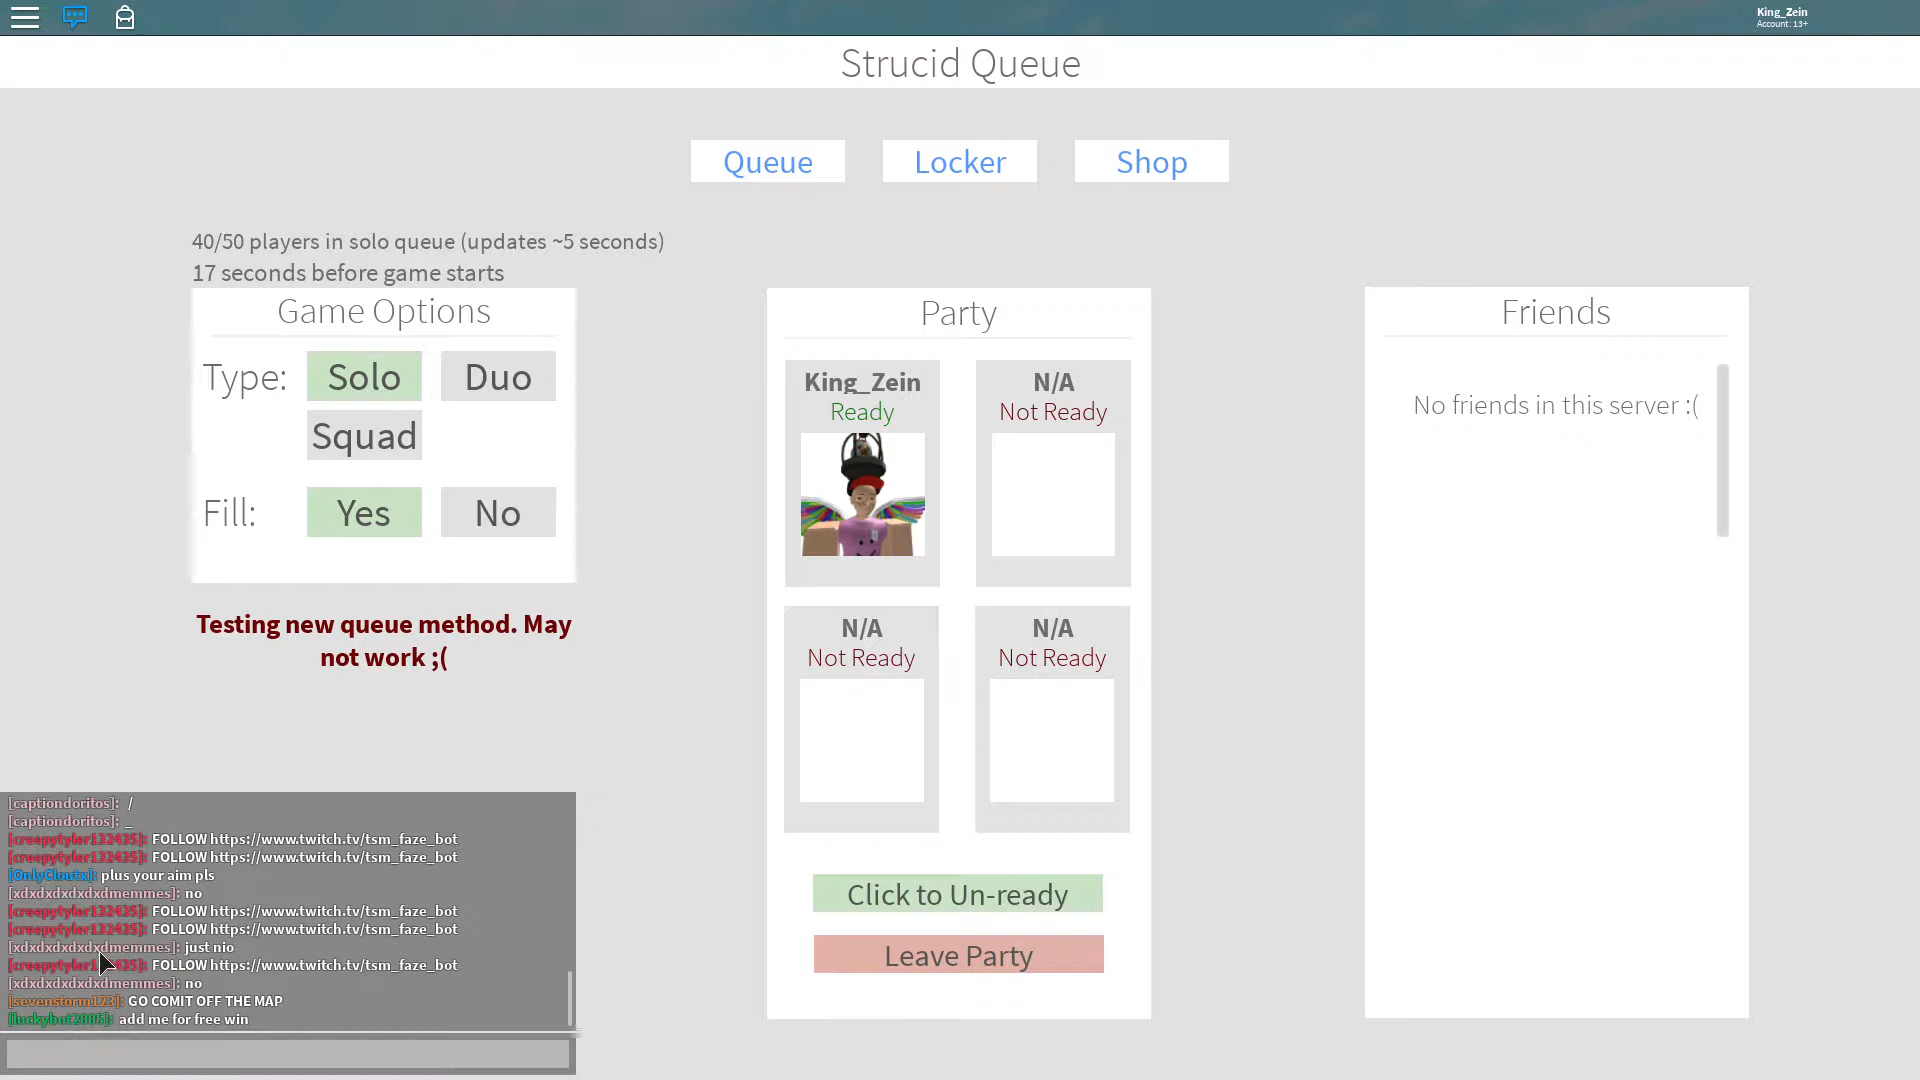 King_Zein
Account: 13+
Strucid Queue
Queue
Locker
Shop
40/50 players in solo queue (updates ~5 seconds)
17 seconds before game starts
Game Options
Type:
Solo
Duo
Squad
Fill:
Yes
No
Testing new queue method. May
not work ;(
Party
King_Zein
Ready
N/A
Not Ready
N/A
Not Ready
N/A
Not Ready
Click to Un-ready
Leave Party
Friends
No friends in this server :(
[captiondoritos]: /
[captiondoritos]: _
[creepytyler132435]: FOLLOW https://www.twitch.tv/tsm_faze_bot
[creepytyler132435]: FOLLOW https://www.twitch.tv/tsm_faze_bot
[OnlyCloutx]: plus your aim pls
[xdxdxdxdxdxdmemmes]: no
[creepytyler132435]: FOLLOW https://www.twitch.tv/tsm_faze_bot
[creepytyler132435]: FOLLOW https://www.twitch.tv/tsm_faze_bot
[xdxdxdxdxdxdmemmes]: just nio
[creepytyler132435]: FOLLOW https://www.twitch.tv/tsm_faze_bot
[xdxdxdxdxdxdmemmes]: no
[sevenstorm123]: GO COMIT OFF THE MAP
[luckybot2005]: add me for free win